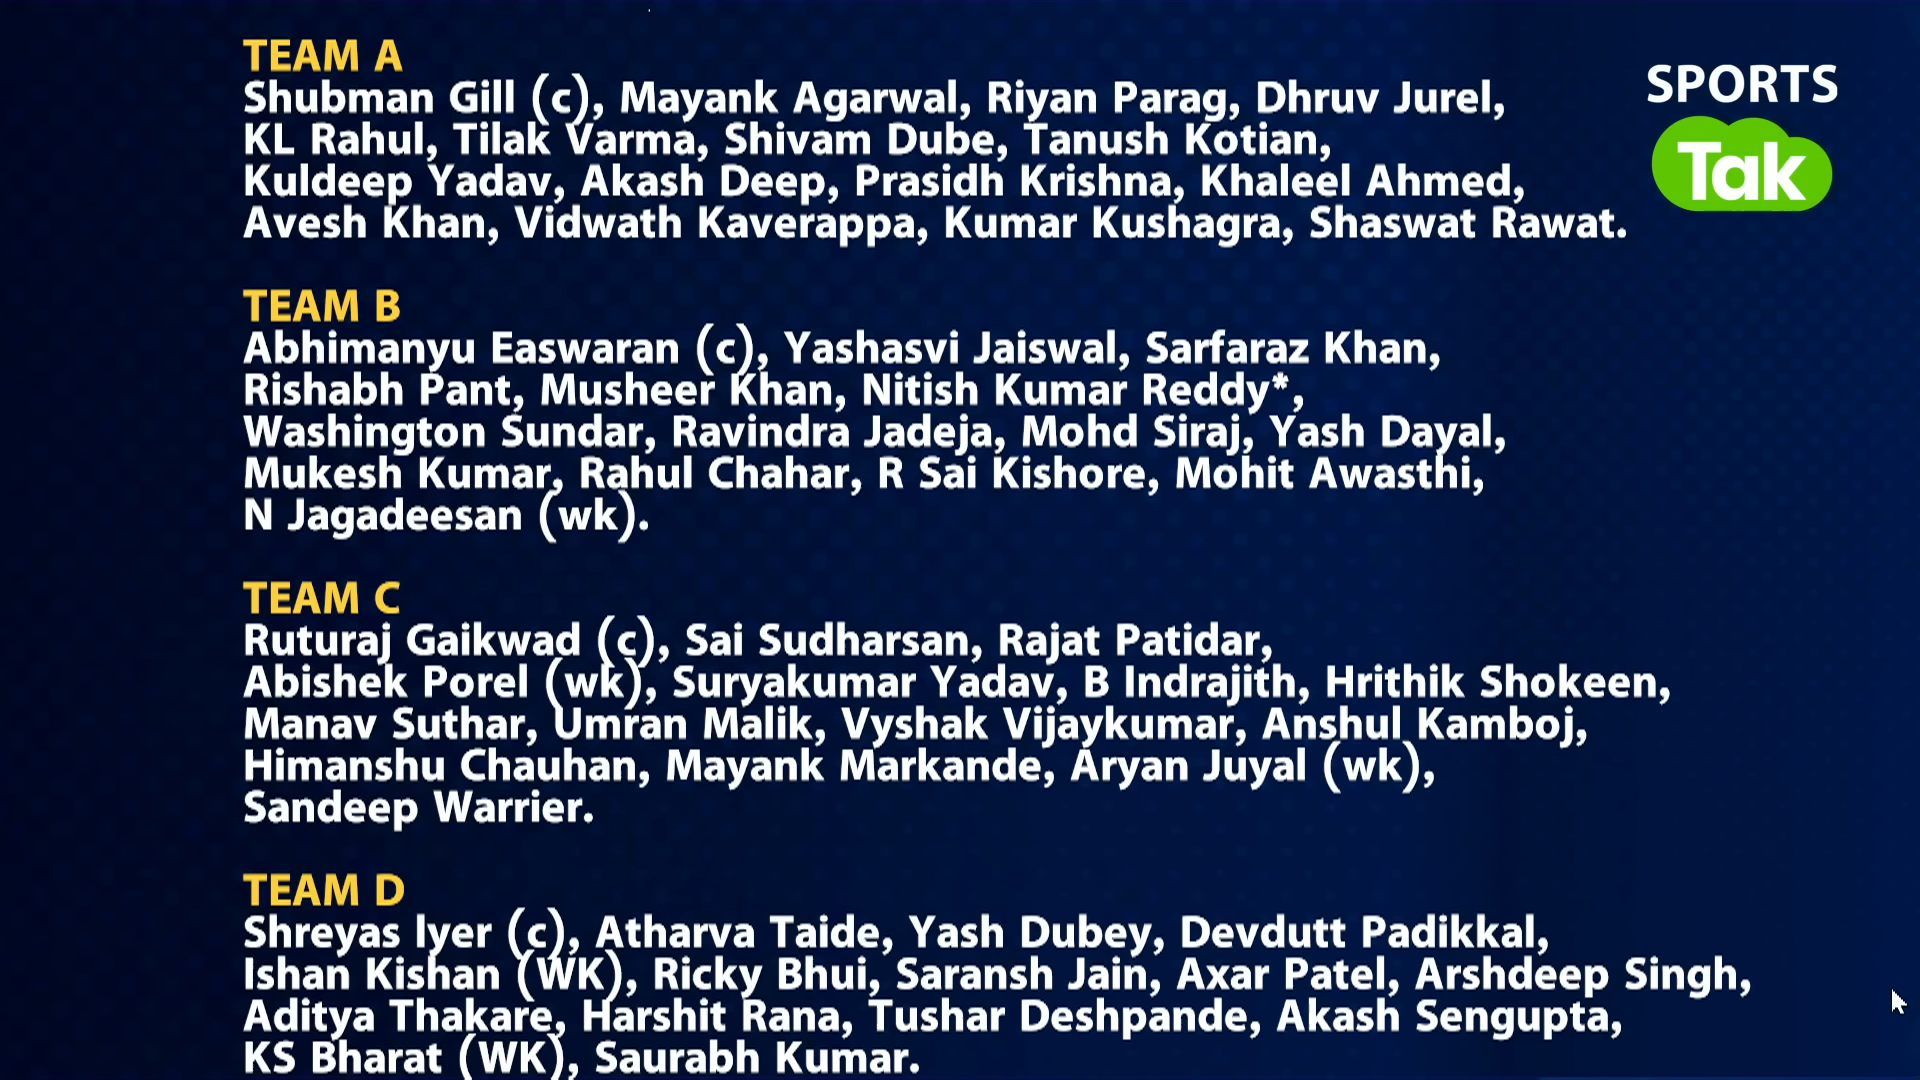 TEAM A
Shubman Gill (c), Mayank Agarwal, Riyan Parag, Dhruv Jurel,
KL Rahul, Tilak Varma, Shivam Dube, Tanush Kotian,
Kuldeep Yadav, Akash Deep, Prasidh Krishna, Khaleel Ahmed,
Avesh Khan, Vidwath Kaverappa, Kumar Kushagra, Shaswat Rawat.
SPORTS
Tak
TEAM B
Abhimanyu Easwaran (c), Yashasvi Jaiswal, Sarfaraz Khan,
Rishabh Pant, Musheer Khan, Nitish Kumar Reddy*,
Washington Sundar, Ravindra Jadeja, Mohd Siraj, Yash Dayal,
Mukesh Kumar, Rahul Chahar, R Sai Kishore, Mohit Awasthi,
N Jagadeesan (wk).
TEAM C
Ruturaj Gaikwad (c), Sai Sudharsan, Rajat Patidar,
Abishek Porel (wk), Suryakumar Yadav, B Indrajith, Hrithik Shokeen,
Manav Suthar, Umran Malik, Vyshak Vijaykumar, Anshul Kamboj,
Himanshu Chauhan, Mayank Markande, Aryan Juyal (wk),
Sandeep Warrier.
TEAM D
Shreyas lyer (c), Atharva Taide, Yash Dubey, Devdutt Padikkal,
Ishan Kishan (WK), Ricky Bhui, Saransh Jain, Axar Patel, Arshdeep Singh,
Aditya Thakare, Harshit Rana, Tushar Deshpande, Akash Sengupta,
KS Bharat (WK), Saurabh Kumar.